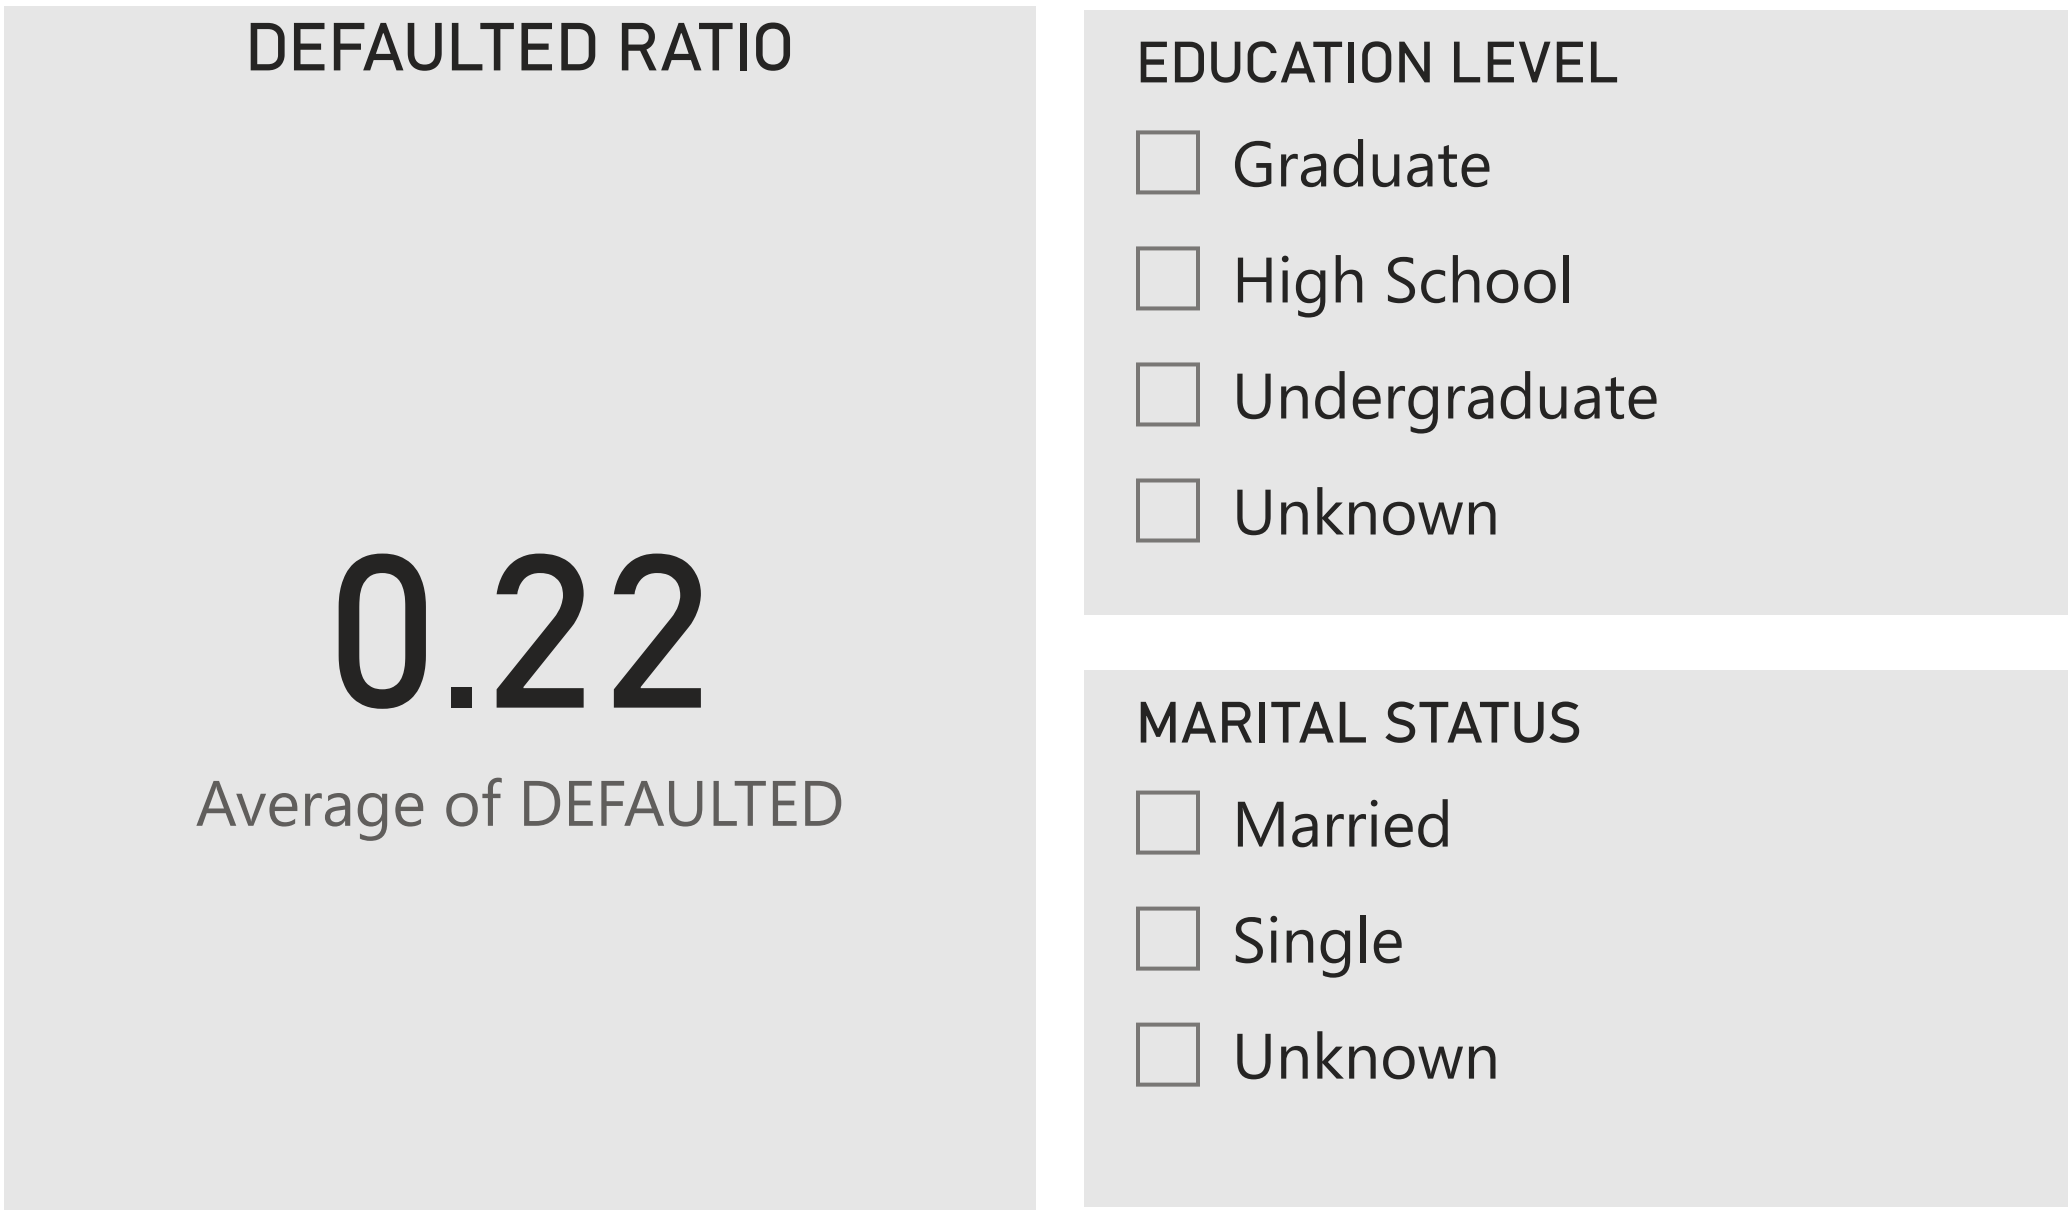 DEFAULTED RATIO
0.22
Average of DEFAULTED
EDUCATION LEVEL
Graduate
High School
Undergraduate
Unknown
MARITAL STATUS
Married
Single
Unknown